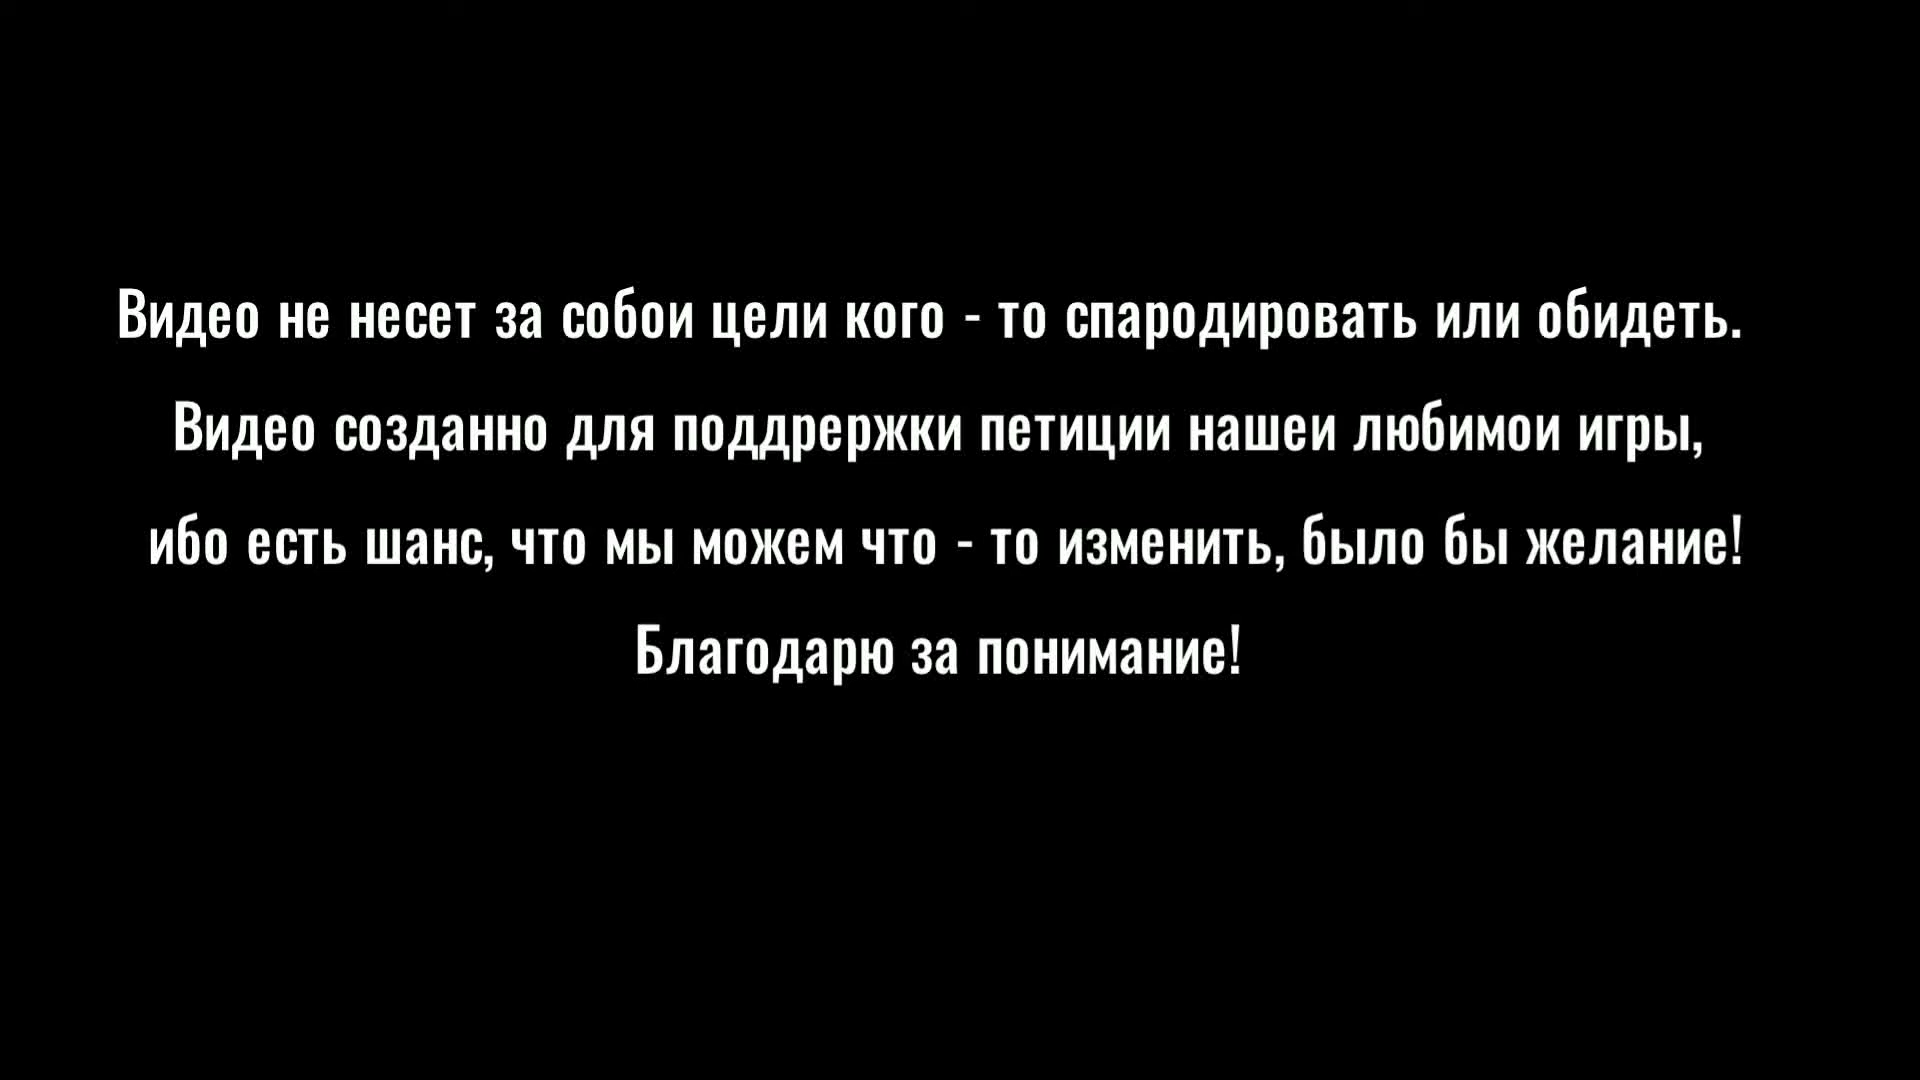 Видео не несет за собои цели кого - то спародировать или обидеть.
Видео созданно для поддрержки петиции нашеи любимои игры,
ибо есть шанс, что мы можем что - то изменить, было бы желание!
Благодарю за понимание!